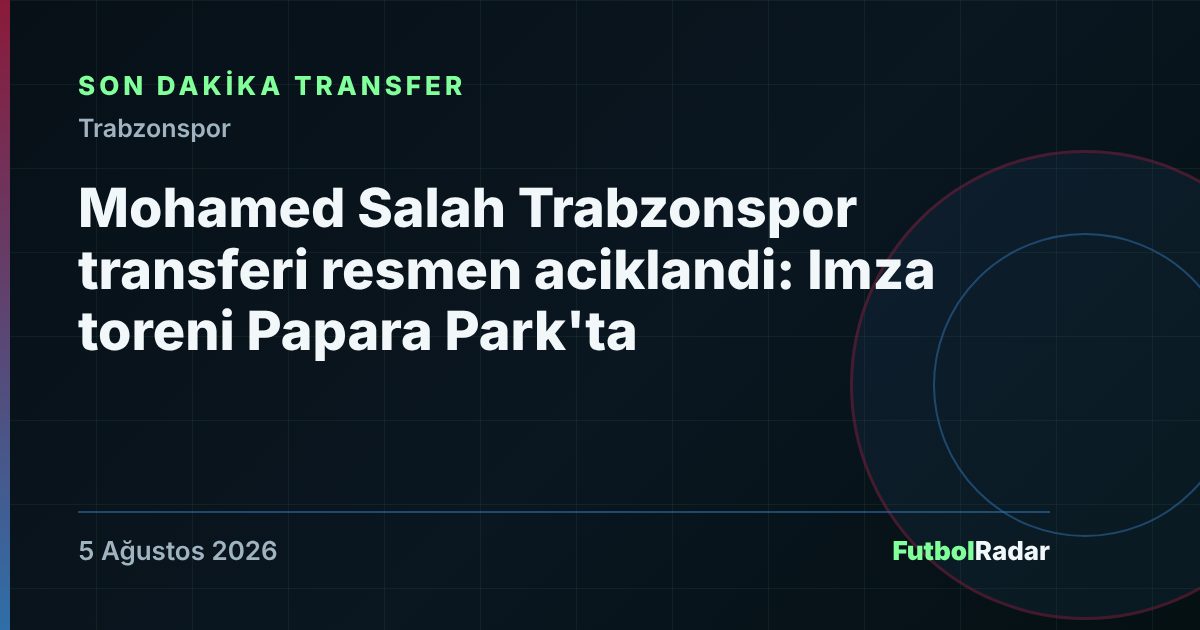 SON DAKİKA TRANSFER
Trabzonspor
Mohamed Salah Trabzonspor
transferi resmen aciklandi: Imza
toreni Papara Park'ta
5 Ağustos 2026
FutbolRadar